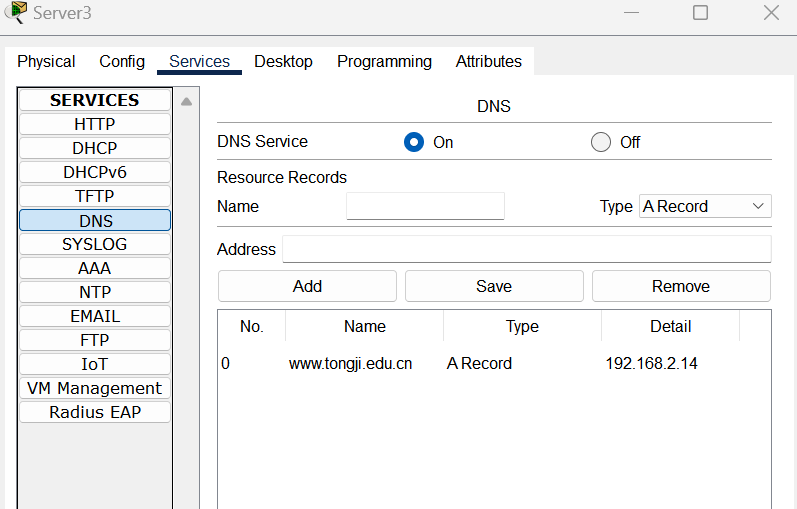 Server3
Physical Config Services Desktop Programming Attributes
SERVICES
HTTP
DHCP
DHCPv6
TFTP
DNS
SYSLOG
AAA
NTP
EMAIL
FTP
IoT
VM Management
Radius EAP
DNS
DNS Service On Off
Resource Records
Name Type A Record
Address
Add Save Remove
No. Name Type Detail
0 www.tongji.edu.cn A Record 192.168.2.14